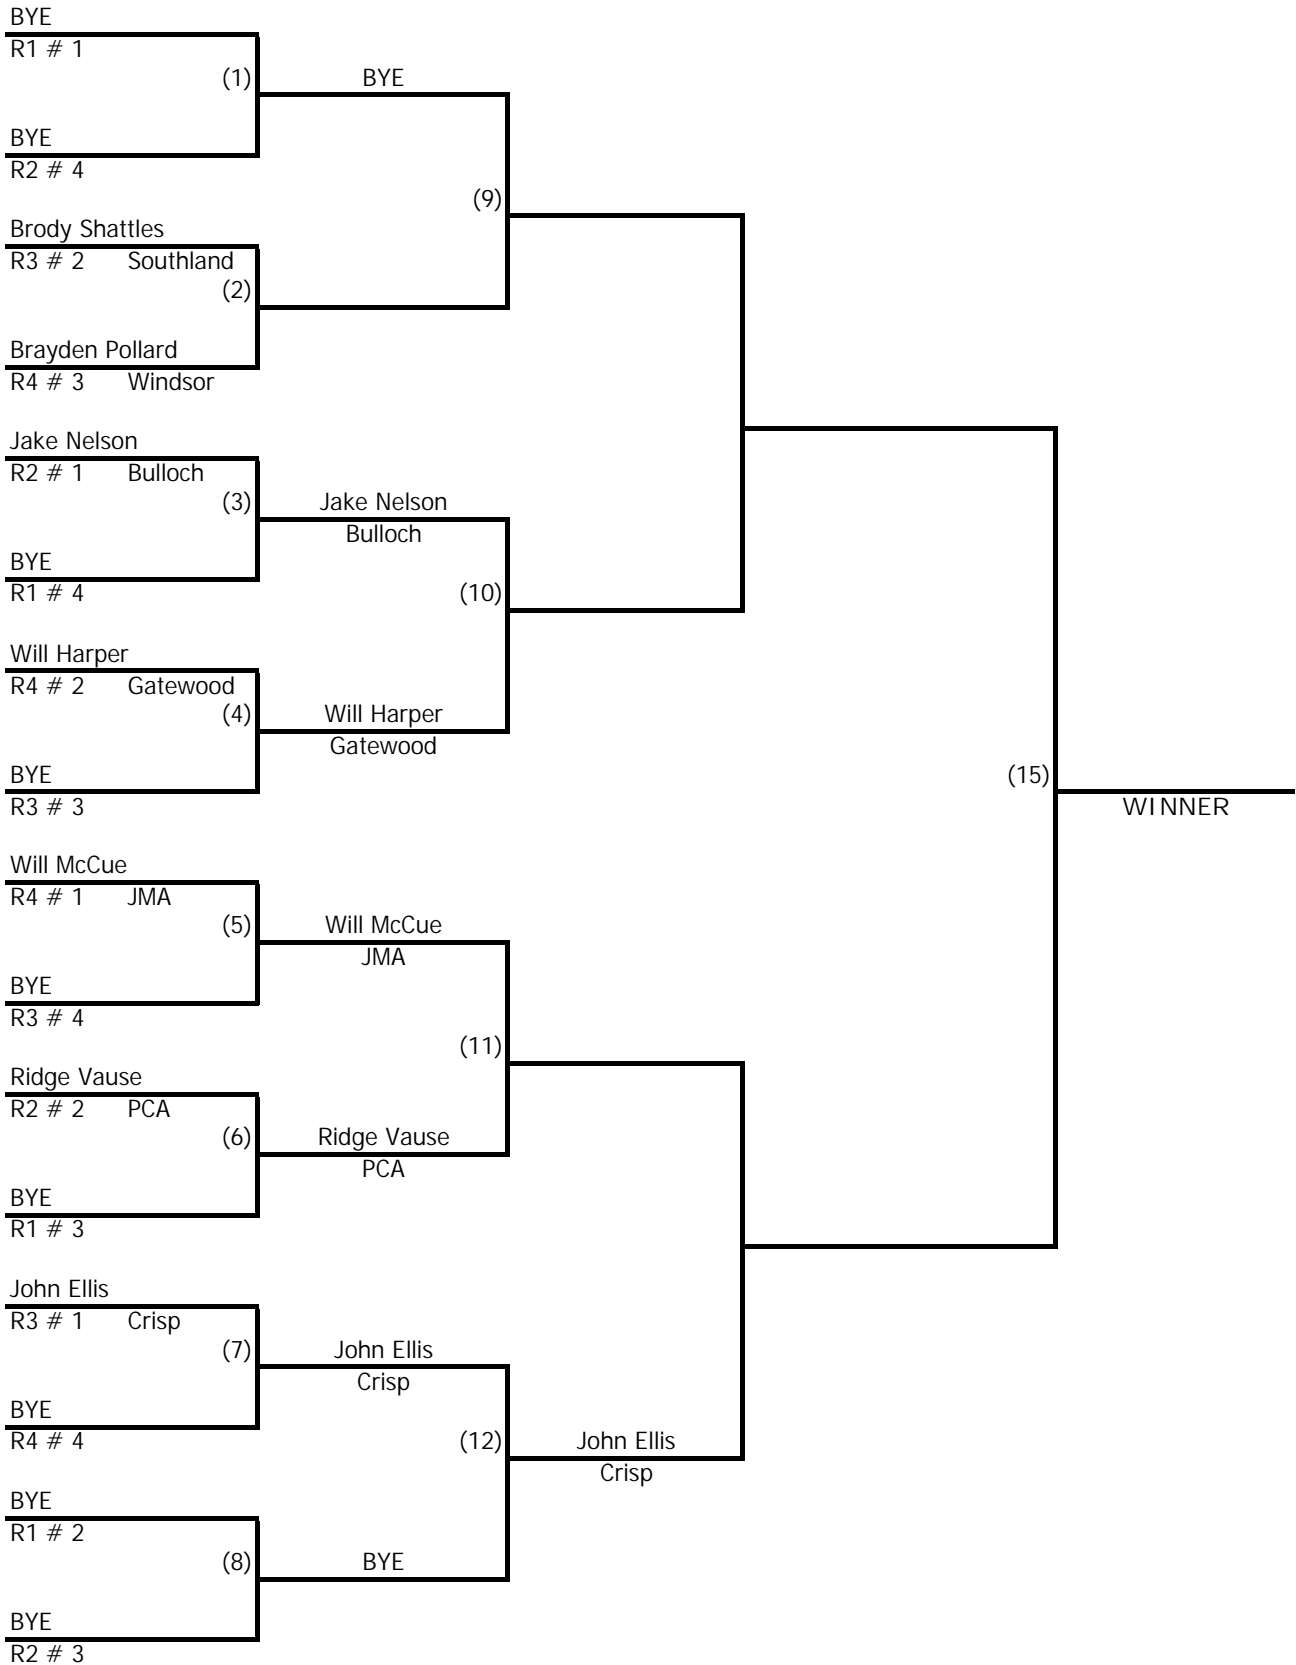 BYE
R1 # 1
(1)
BYE
BYE
R2 # 4
(9)
Brody Shattles
R3 # 2 Southland
(2)
Brayden Pollard
R4 # 3 Windsor
Jake Nelson
R2 # 1 Bulloch
(3)
Jake Nelson
Bulloch
BYE
R1 # 4
(10)
Will Harper
R4 # 2 Gatewood
(4)
Will Harper
Gatewood
BYE
R3 # 3
(15)
WINNER
Will McCue
R4 # 1 JMA
(5)
Will McCue
JMA
BYE
R3 # 4
(11)
Ridge Vause
R2 # 2 PCA
(6)
Ridge Vause
PCA
BYE
R1 # 3
John Ellis
R3 # 1 Crisp
(7)
John Ellis
Crisp
BYE
R4 # 4
(12)
John Ellis
Crisp
BYE
R1 # 2
(8)
BYE
BYE
R2 # 3